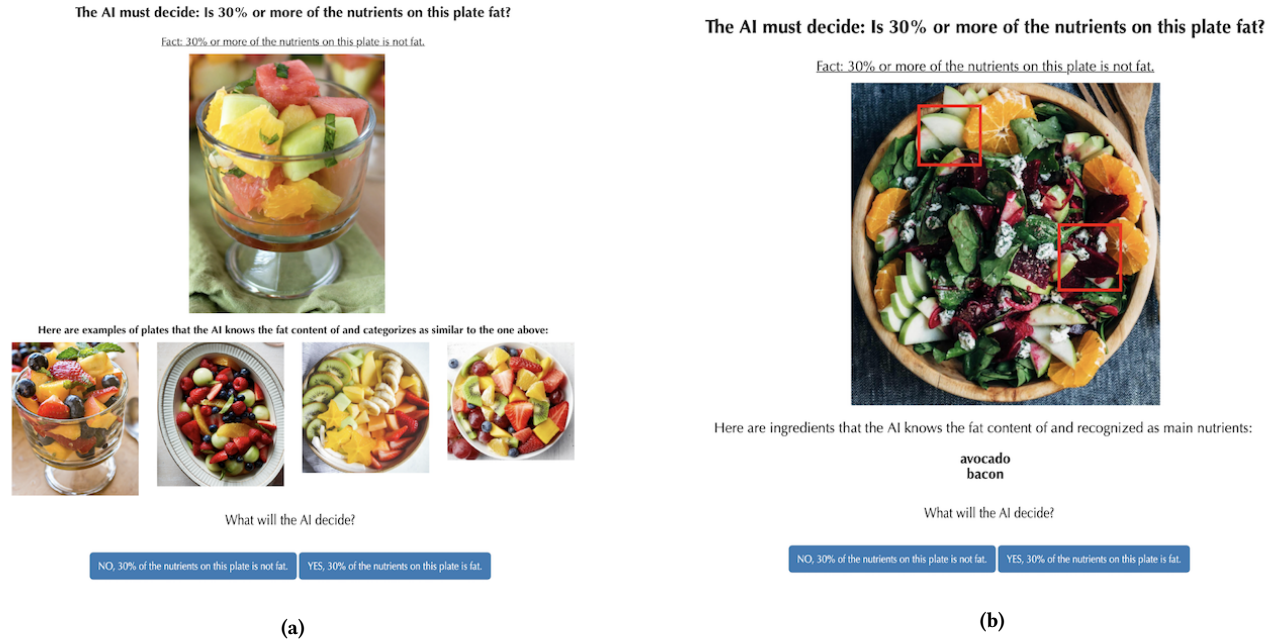 The AI must decide: Is 30% or more of the nutrients on this plate fat?
Fact: 30% or more of the nutrients on this plate is not fat.
Here are examples of plates that the AI knows the fat content of and categorizes as similar to the one above:
What will the AI decide?
NO, 30% of the nutrients on this plate is not fat.
YES, 30% of the nutrients on this plate is fat.
(a)
The AI must decide: Is 30% or more of the nutrients on this plate fat?
Fact: 30% or more of the nutrients on this plate is not fat.
Here are ingredients that the AI knows the fat content of and recognized as main nutrients:
avocado
bacon
What will the AI decide?
NO, 30% of the nutrients on this plate is not fat.
YES, 30% of the nutrients on this plate is fat.
(b)